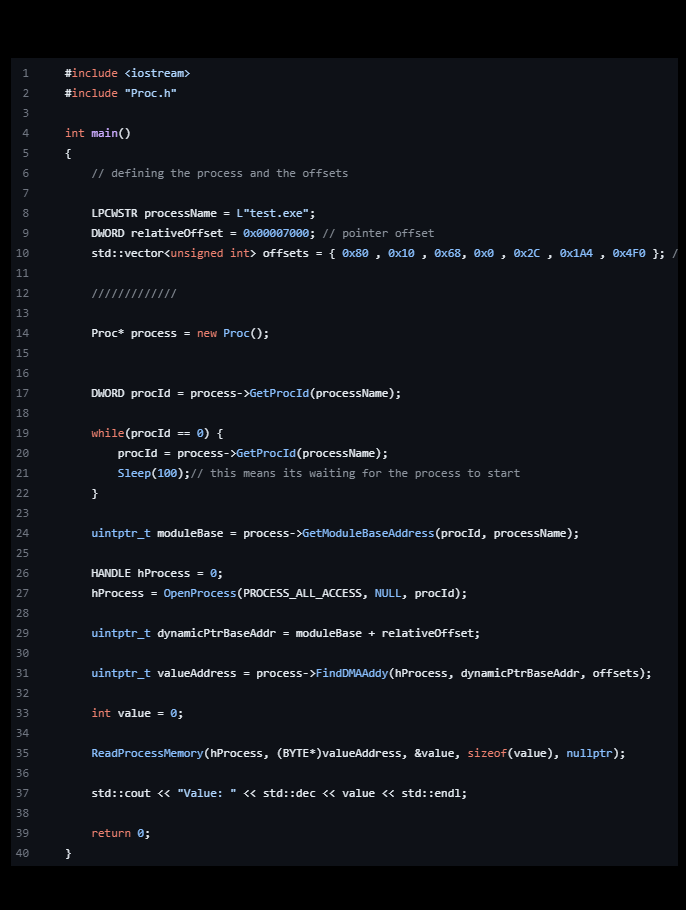 1 #include <iostream>
2 #include "Proc.h"
3
4 int main()
5 {
6 // defining the process and the offsets
7
8 LPCWSTR processName = L"test.exe";
9 DWORD relativeOffset = 0x00007000; // pointer offset
10 std::vector<unsigned int> offsets = { 0x80 , 0x10 , 0x68, 0x0 , 0x2C , 0x1A4 , 0x4F0 }; /
11
12 /////////////
13
14 Proc* process = new Proc();
15
16
17 DWORD procId = process->GetProcId(processName);
18
19 while(procId == 0) {
20 procId = process->GetProcId(processName);
21 Sleep(100);// this means its waiting for the process to start
22 }
23
24 uintptr_t moduleBase = process->GetModuleBaseAddress(procId, processName);
25
26 HANDLE hProcess = 0;
27 hProcess = OpenProcess(PROCESS_ALL_ACCESS, NULL, procId);
28
29 uintptr_t dynamicPtrBaseAddr = moduleBase + relativeOffset;
30
31 uintptr_t valueAddress = process->FindDMAAddy(hProcess, dynamicPtrBaseAddr, offsets);
32
33 int value = 0;
34
35 ReadProcessMemory(hProcess, (BYTE*)valueAddress, &value, sizeof(value), nullptr);
36
37 std::cout << "Value: " << std::dec << value << std::endl;
38
39 return 0;
40 }